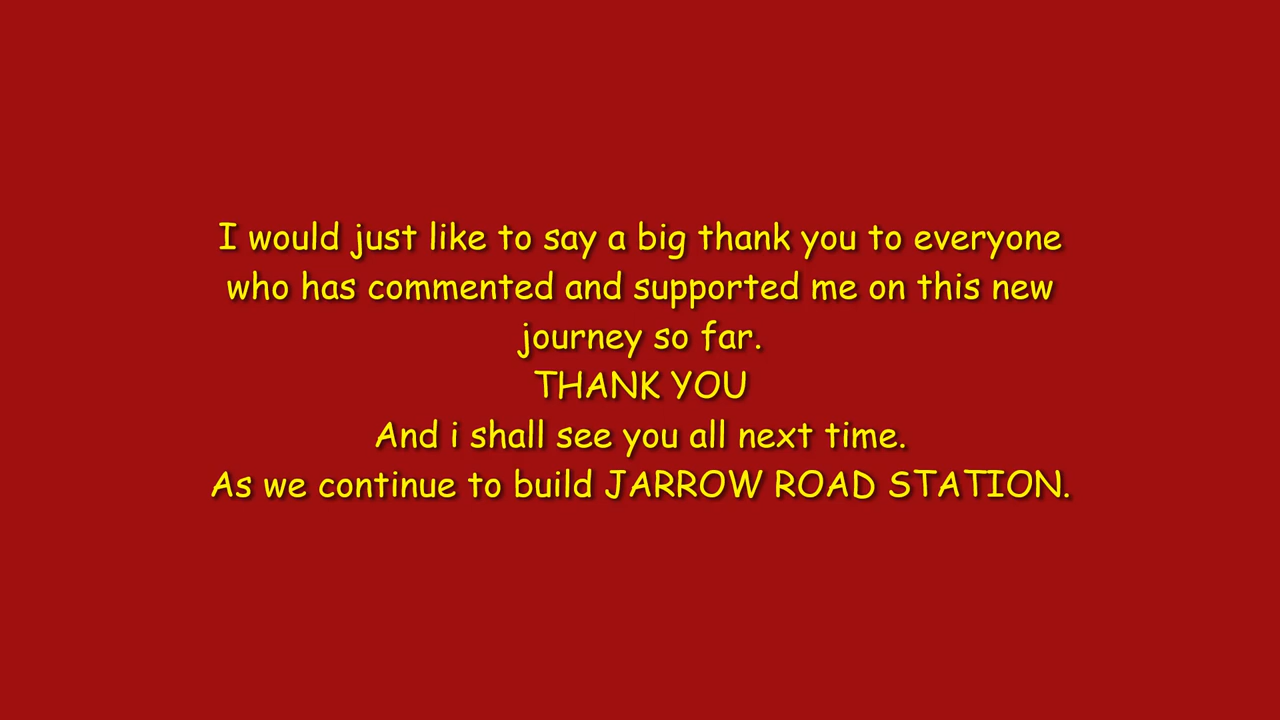 I would just like to say a big thank you to everyone
who has commented and supported me on this new
journey so far.
THANK YOU
And i shall see you all next time.
As we continue to build JARROW ROAD STATION.